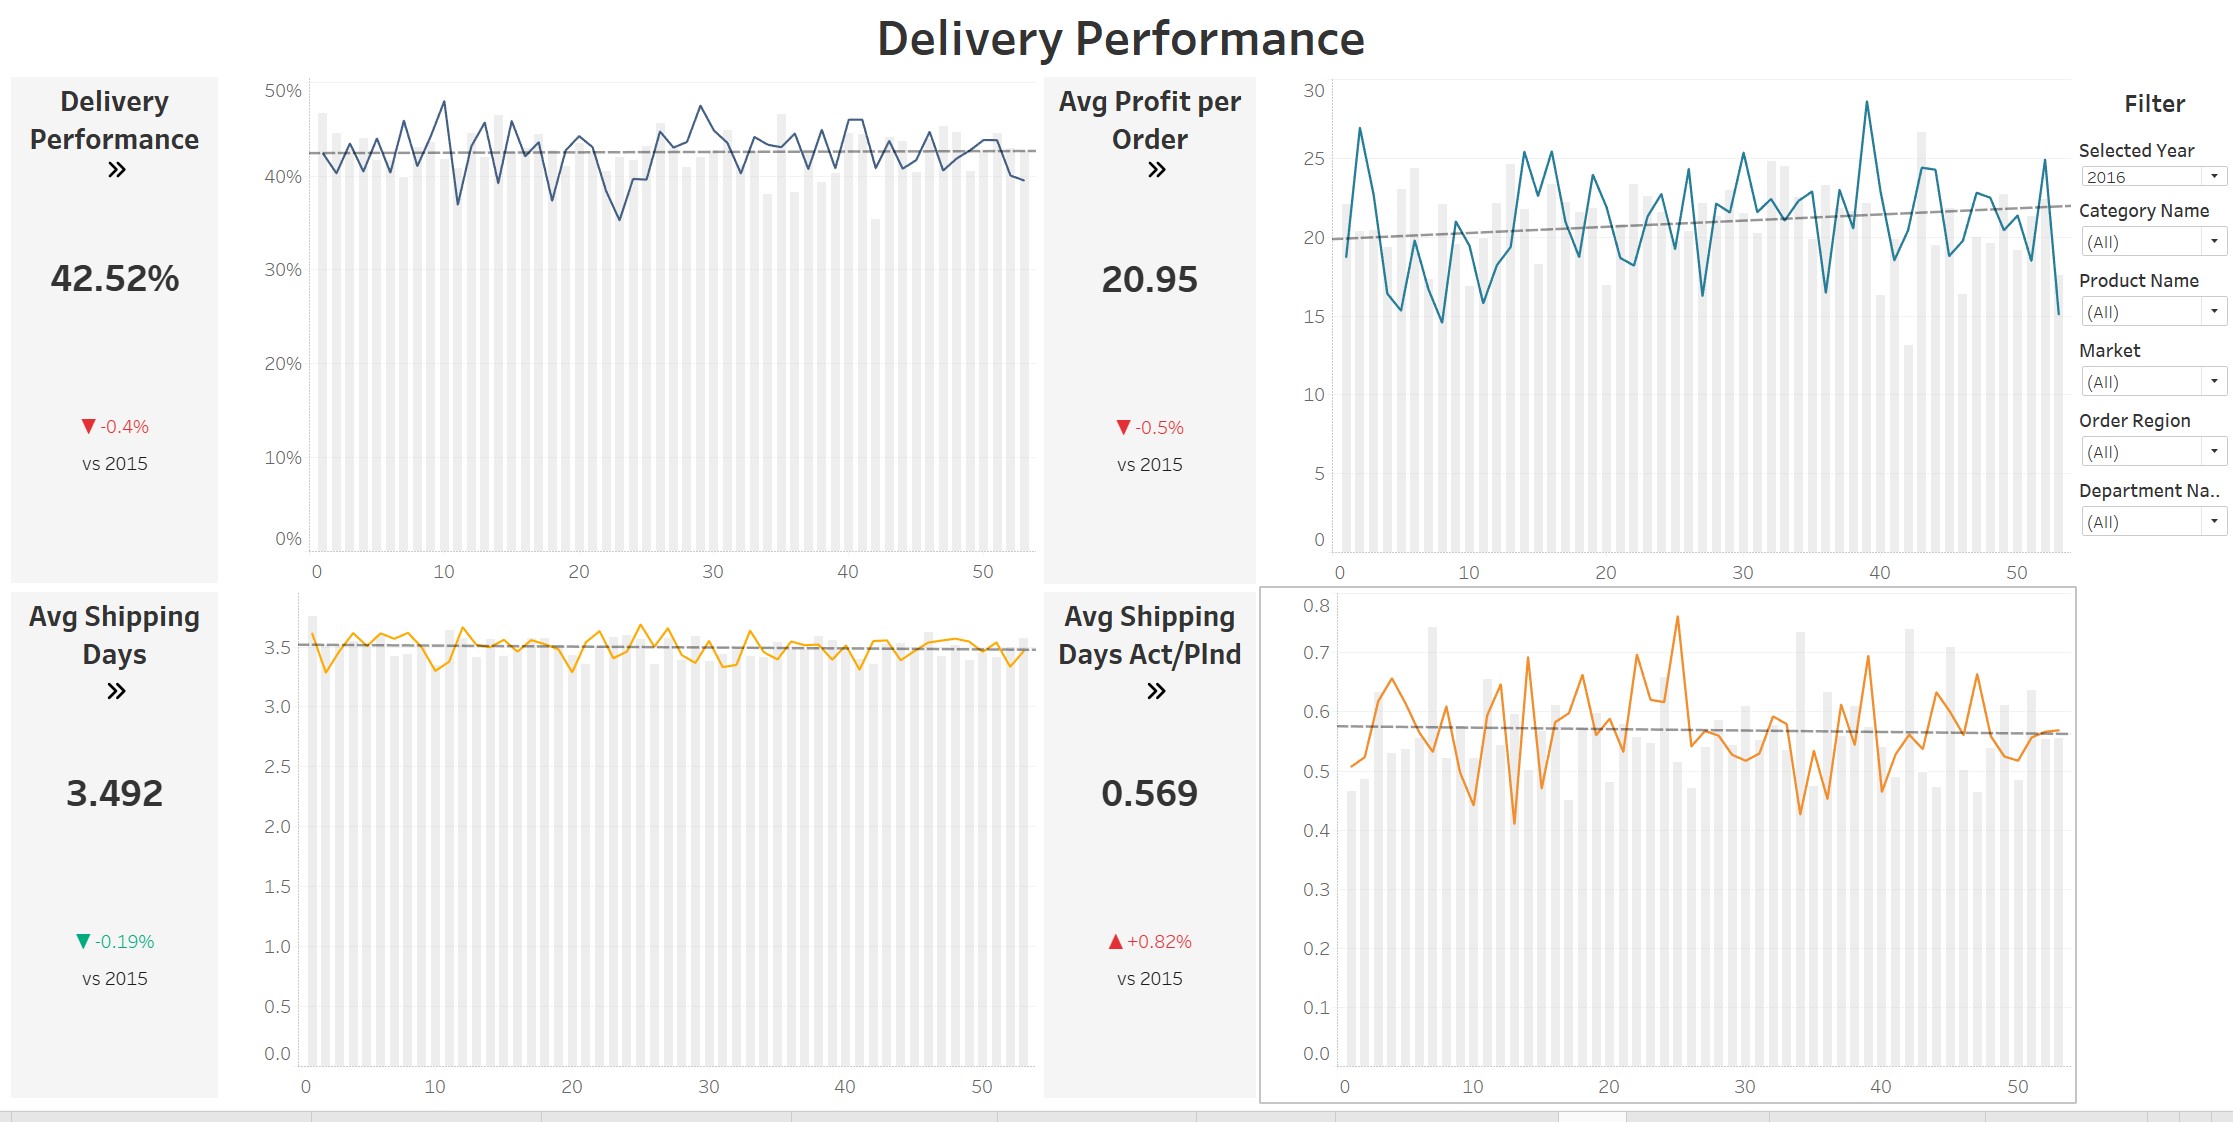 Delivery Performance
Delivery
Performance
»
42.52%
▼ -0.4%
vs 2015
50%
40%
30%
20%
10%
0%
0 10 20 30 40 50
Avg Profit per
Order
»
20.95
▼ -0.5%
vs 2015
30
25
20
15
10
5
0
0 10 20 30 40 50
Filter
Selected Year
2016
Category Name
(All)
Product Name
(All)
Market
(All)
Order Region
(All)
Department Na..
(All)
Avg Shipping
Days
»
3.492
▼ -0.19%
vs 2015
3.5
3.0
2.5
2.0
1.5
1.0
0.5
0.0
0 10 20 30 40 50
Avg Shipping
Days Act/Plnd
»
0.569
▲ +0.82%
vs 2015
0.8
0.7
0.6
0.5
0.4
0.3
0.2
0.1
0.0
0 10 20 30 40 50